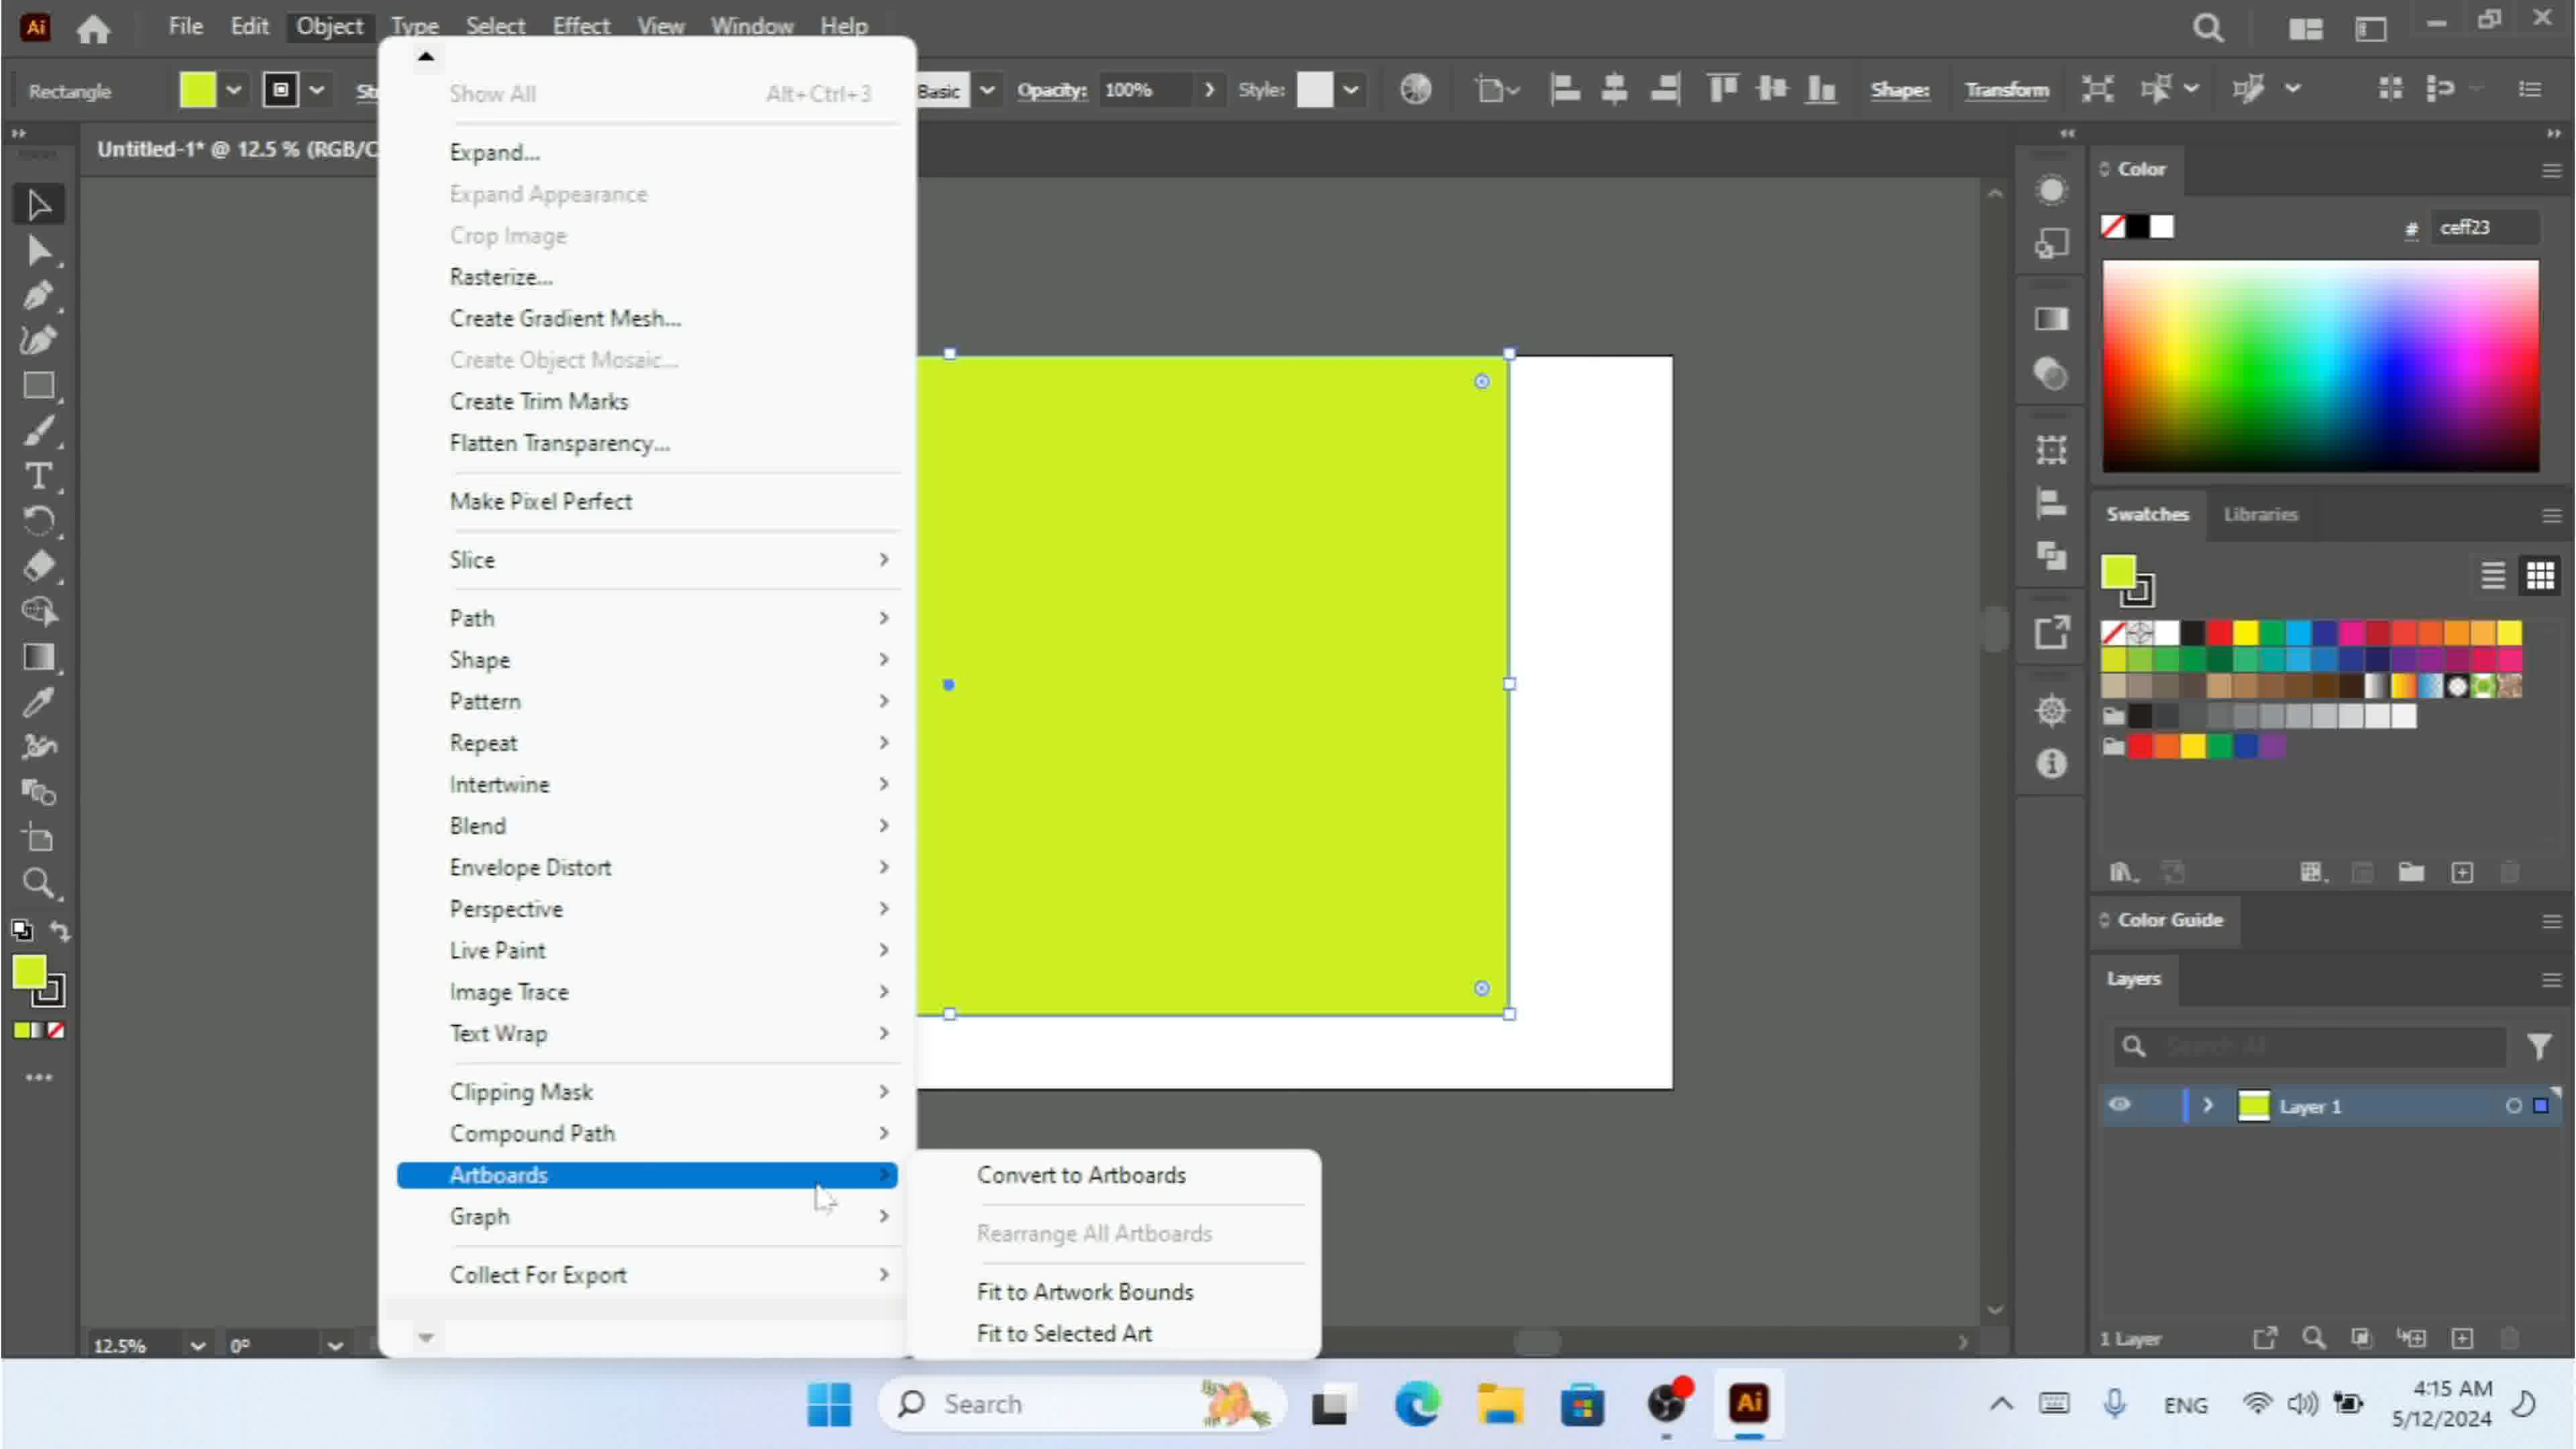 Ai File Edit Object Type Select Effect View Window Help
Rectangle Basic Opacity: 100% Style: Shape: Transform
Untitled-1* @ 12.5 % (RGB/C
Show All Alt+Ctrl+3
Expand...
Expand Appearance
Crop Image
Rasterize...
Create Gradient Mesh...
Create Object Mosaic...
Create Trim Marks
Flatten Transparency...
Make Pixel Perfect
Slice
Path
Shape
Pattern
Repeat
Intertwine
Blend
Envelope Distort
Perspective
Live Paint
Image Trace
Text Wrap
Clipping Mask
Compound Path
Artboards
Graph
Collect For Export
Convert to Artboards
Rearrange All Artboards
Fit to Artwork Bounds
Fit to Selected Art
Color
# ceff23
Swatches Libraries
Color Guide
Layers
Search All
Layer 1
1 Layer
12.5% 0°
Search
Ai
ENG
4:15 AM
5/12/2024